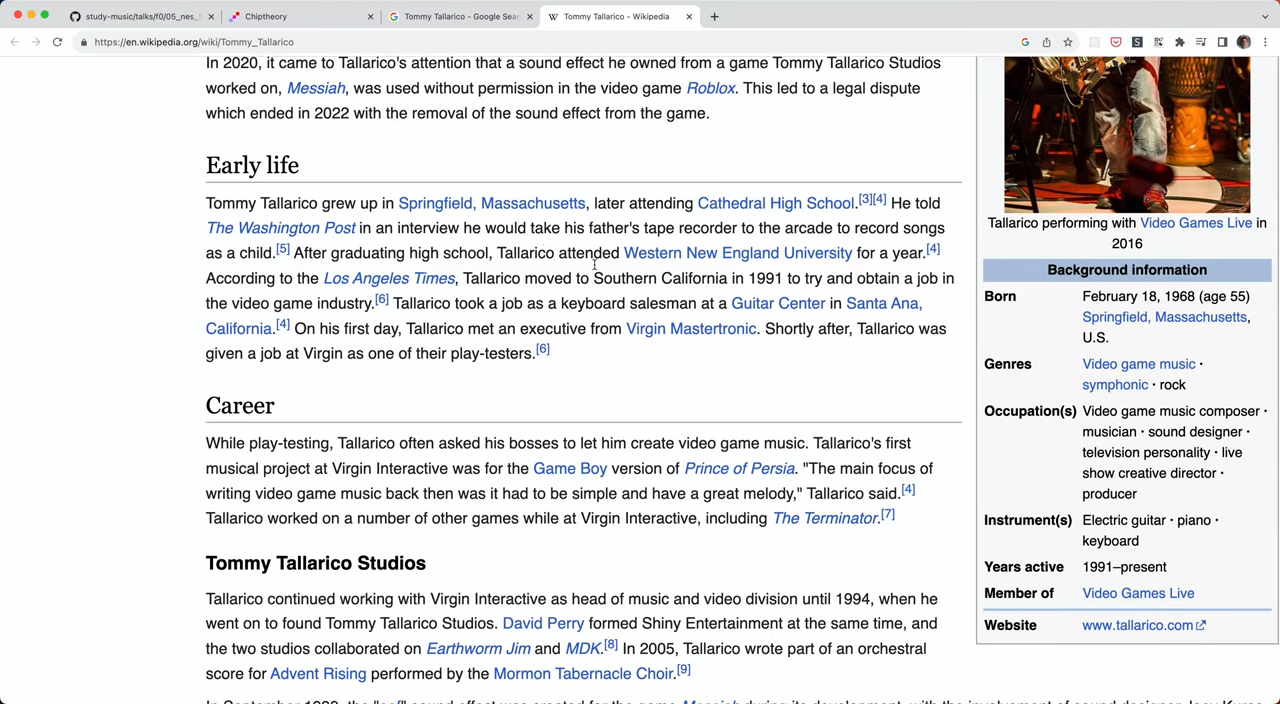 study-music/talks/f0/05_nes_
Chiptheory
Tommy Tallarico - Google Sear
Tommy Tallarico - Wikipedia
https://en.wikipedia.org/wiki/Tommy_Tallarico
In 2020, it came to Tallarico's attention that a sound effect he owned from a game Tommy Tallarico Studios
worked on, Messiah, was used without permission in the video game Roblox. This led to a legal dispute
which ended in 2022 with the removal of the sound effect from the game.
Early life
Tommy Tallarico grew up in Springfield, Massachusetts, later attending Cathedral High School.[3][4] He told
The Washington Post in an interview he would take his father's tape recorder to the arcade to record songs
as a child.[5] After graduating high school, Tallarico attended Western New England University for a year.[4]
According to the Los Angeles Times, Tallarico moved to Southern California in 1991 to try and obtain a job in
the video game industry.[6] Tallarico took a job as a keyboard salesman at a Guitar Center in Santa Ana,
California.[4] On his first day, Tallarico met an executive from Virgin Mastertronic. Shortly after, Tallarico was
given a job at Virgin as one of their play-testers.[6]
Career
While play-testing, Tallarico often asked his bosses to let him create video game music. Tallarico's first
musical project at Virgin Interactive was for the Game Boy version of Prince of Persia. "The main focus of
writing video game music back then was it had to be simple and have a great melody," Tallarico said.[4]
Tallarico worked on a number of other games while at Virgin Interactive, including The Terminator.[7]
Tommy Tallarico Studios
Tallarico continued working with Virgin Interactive as head of music and video division until 1994, when he
went on to found Tommy Tallarico Studios. David Perry formed Shiny Entertainment at the same time, and
the two studios collaborated on Earthworm Jim and MDK.[8] In 2005, Tallarico wrote part of an orchestral
score for Advent Rising performed by the Mormon Tabernacle Choir.[9]
Tallarico performing with Video Games Live in
2016
Background information
Born February 18, 1968 (age 55)
Springfield, Massachusetts,
U.S.
Genres Video game music ·
symphonic · rock
Occupation(s) Video game music composer ·
musician · sound designer ·
television personality · live
show creative director ·
producer
Instrument(s) Electric guitar · piano ·
keyboard
Years active 1991–present
Member of Video Games Live
Website www.tallarico.com